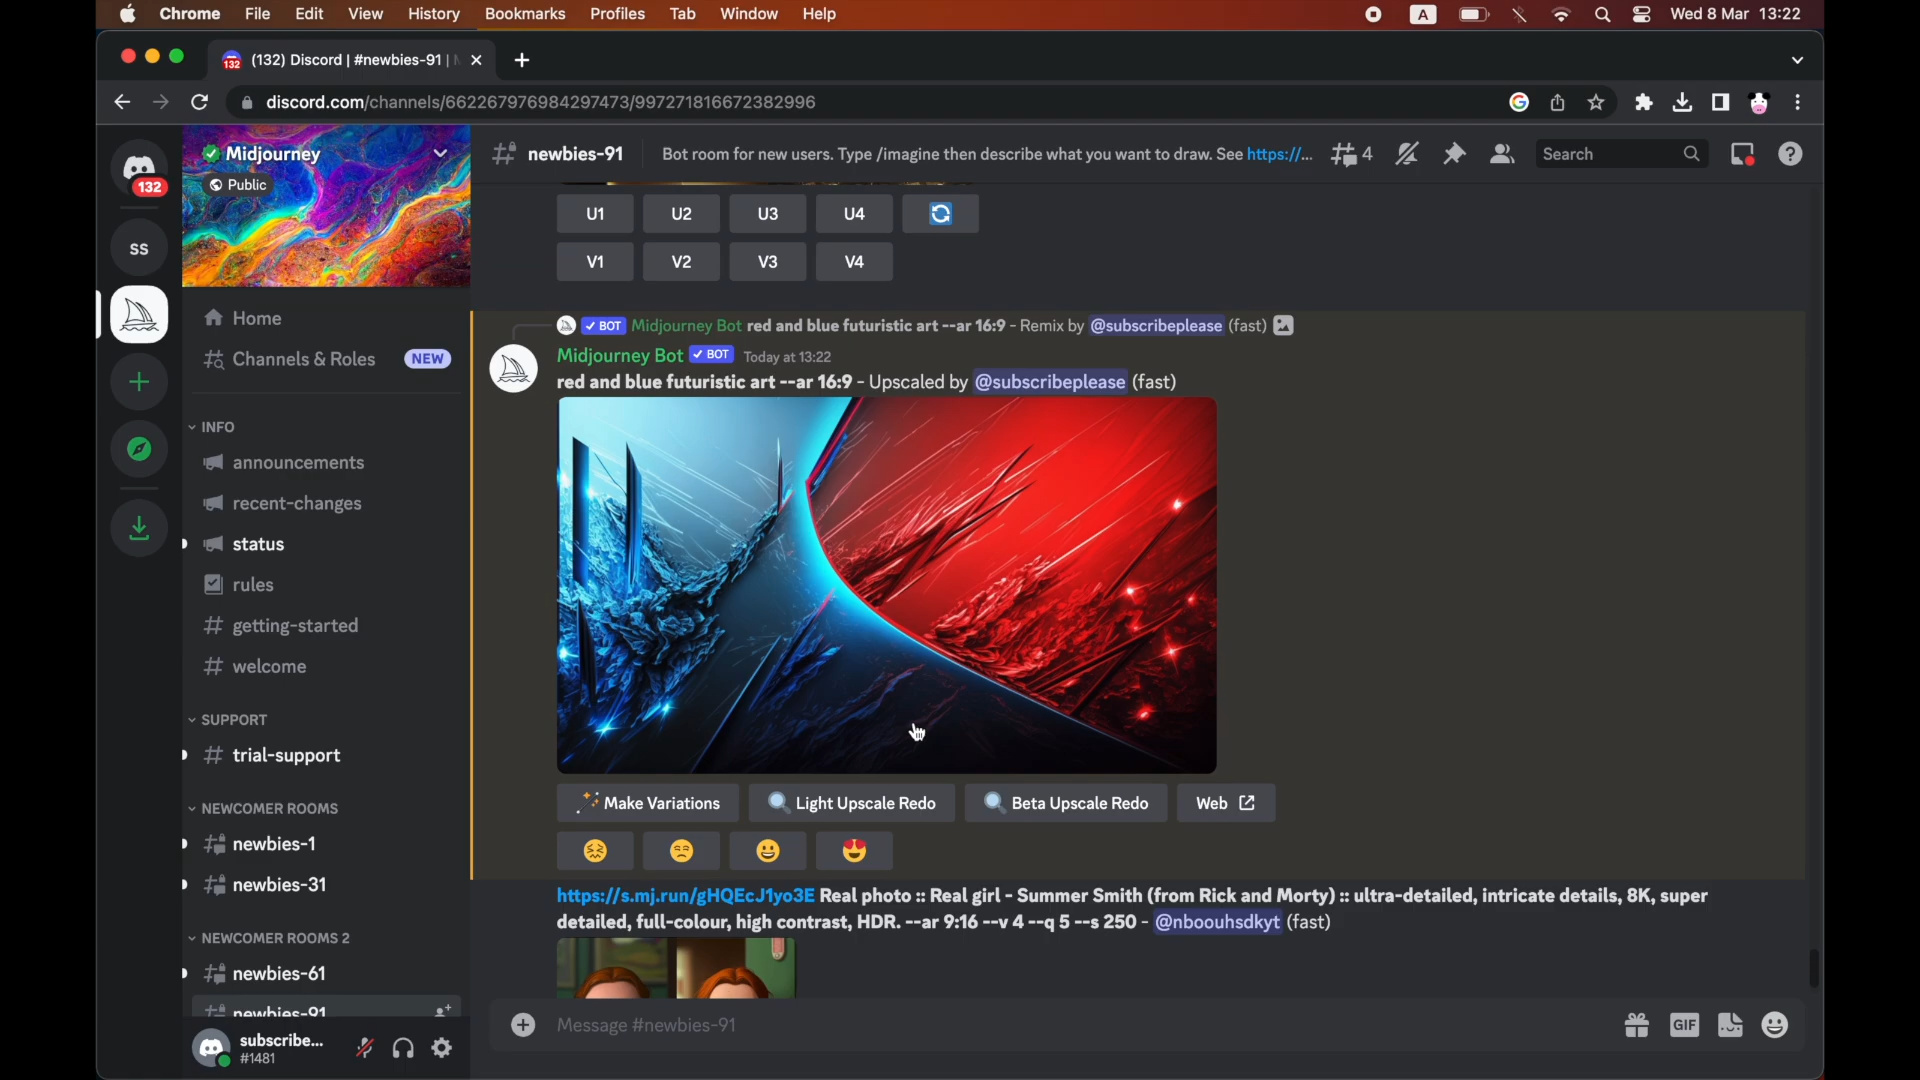 Chrome File Edit View History Bookmarks Profiles Tab Window Help A Wed 8 Mar 13:22
132 (132) Discord | #newbies-91 |
discord.com/channels/662267976984297473/997271816672382996
132
SS
Midjourney
Public
Home
Channels & Roles NEW
INFO
announcements
recent-changes
status
rules
# getting-started
# welcome
SUPPORT
# trial-support
NEWCOMER ROOMS
newbies-1
newbies-31
NEWCOMER ROOMS 2
newbies-61
newbies-91
subscribe...
#1481
newbies-91 Bot room for new users. Type /imagine then describe what you want to draw. See https://... 4 Search
U1 U2 U3 U4
V1 V2 V3 V4
✓ BOT Midjourney Bot red and blue futuristic art --ar 16:9 - Remix by @subscribeplease (fast)
Midjourney Bot ✓ BOT Today at 13:22
red and blue futuristic art --ar 16:9 - Upscaled by @subscribeplease (fast)
Make Variations Light Upscale Redo Beta Upscale Redo Web
https://s.mj.run/gHQEcJ1yo3E Real photo :: Real girl - Summer Smith (from Rick and Morty) :: ultra-detailed, intricate details, 8K, super
detailed, full-colour, high contrast, HDR. --ar 9:16 --v 4 --q 5 --s 250 - @nboouhsdkyt (fast)
Message #newbies-91 GIF